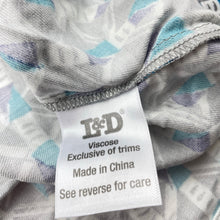 I&D
Viscose
Exclusive of trims
Made in China
See reverse for care